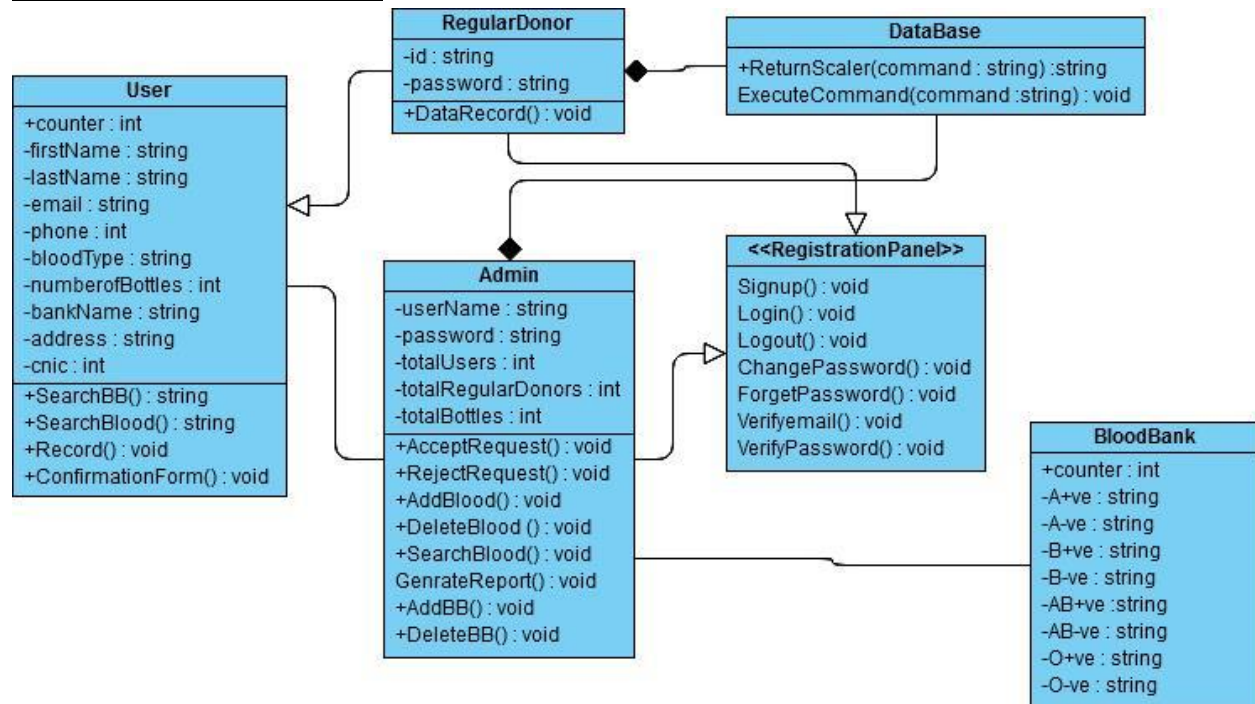 RegularDonor
-id : string
-password : string
+DataRecord() : void
DataBase
+ReturnScaler(command : string) :string
ExecuteCommand(command :string) : void
User
+counter : int
-firstName : string
-lastName : string
-email : string
-phone : int
-bloodType : string
-numberofBottles : int
-bankName : string
-address : string
-cnic : int
+SearchBB() : string
+SearchBlood() : string
+Record() : void
+ConfirmationForm() : void
Admin
-userName : string
-password : string
-totalUsers : int
-totalRegularDonors : int
-totalBottles : int
+AcceptRequest() : void
+RejectRequest() : void
+AddBlood() : void
+DeleteBlood () : void
+SearchBlood() : void
GenrateReport() : void
+AddBB() : void
+DeleteBB() : void
<<RegistrationPanel>>
Signup() : void
Login() : void
Logout() : void
ChangePassword() : void
ForgetPassword() : void
Verifyemail() : void
VerifyPassword() : void
BloodBank
+counter : int
-A+ve : string
-A-ve : string
-B+ve : string
-B-ve : string
-AB+ve :string
-AB-ve : string
-O+ve : string
-O-ve : string